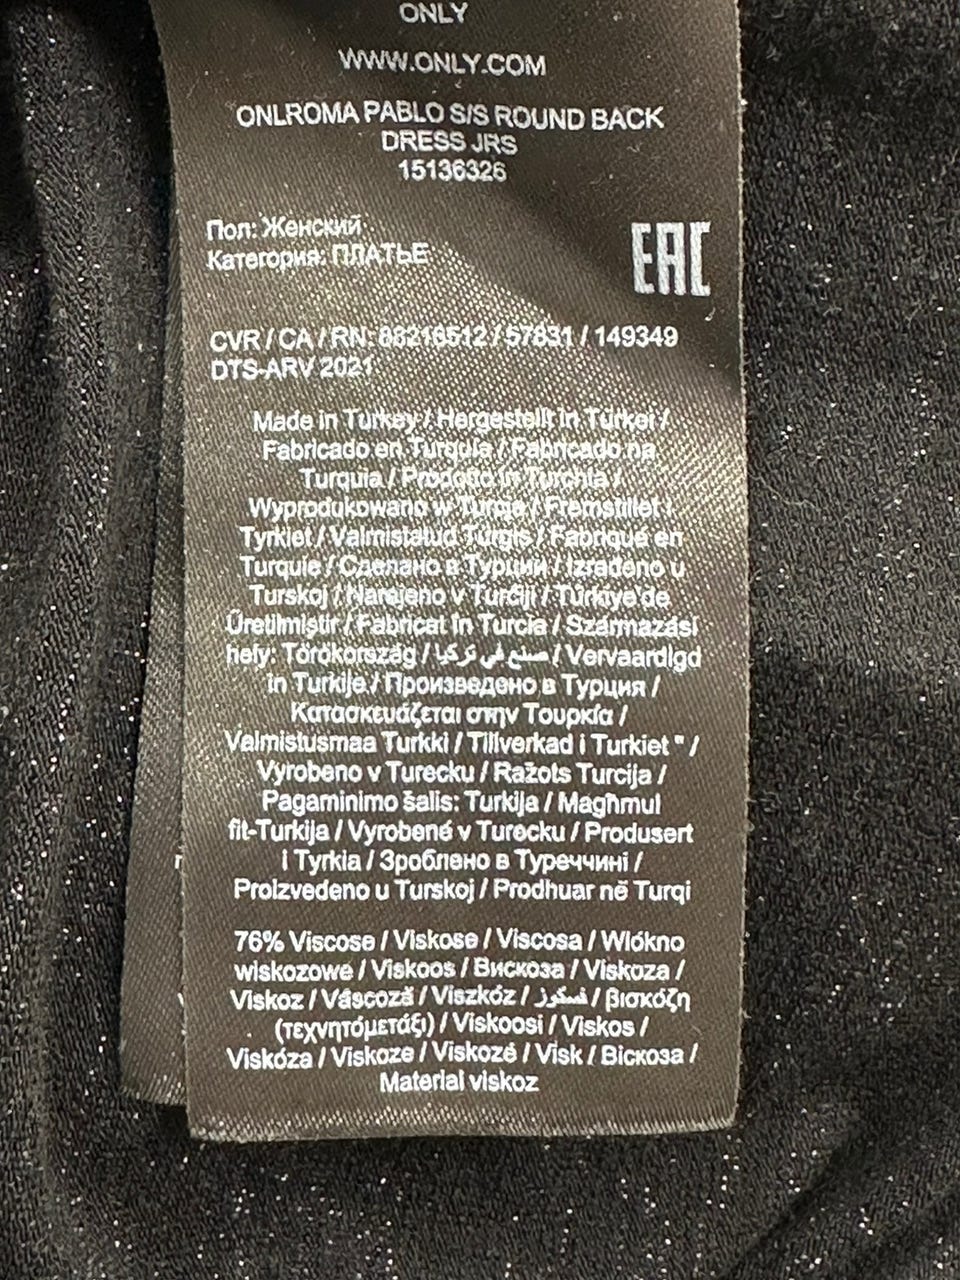 ONLY
WWW.ONLY.COM
ONLROMA PABLO S/S ROUND BACK
DRESS JRS
15136326
Пол: Женский
Категория: ПЛАТЬЕ
EAC
CVR / CA / RN: 88216512 / 57831 / 149349
DTS-ARV 2021
Made in Turkey / Hergestellt in Türkei /
Fabricado en Turquía / Fabricado na
Turquia / Prodotto in Turchia /
Wyprodukowano w Turcja / Fremstillet i
Tyrkiet / Valmistatud Türgis / Fabriqué en
Turquie / Сделано в Турции / Izrađeno u
Turskoj / Narejeno v Turčiji / Türkiye'de
Üretilmiştir / Fabricat în Turcia / Származási
hely: Törökország / صنع في تركيا / Vervaardigd
in Turkije / Произведено в Турция /
Κατασκευάζεται στην Τουρκία /
Valmistusmaa Turkki / Tillverkad i Turkiet " /
Vyrobeno v Turecku / Ražots Turcija /
Pagaminimo šalis: Turkija / Magħmul
fit-Turkija / Vyrobené v Turecku / Produsert
i Tyrkia / Зроблено в Туреччині /
Proizvedeno u Turskoj / Prodhuar në Turqi
76% Viscose / Viskose / Viscosa / Włókno
wiskozowe / Viskoos / Вискоза / Viskoza /
Viskoz / Vâscoză / Viszkóz / فسكوز / βισκόζη
(τεχνητόμετάξι) / Viskoosi / Viskos /
Viskóza / Viskoze / Viskozė / Visk / Віскоза /
Material viskoz